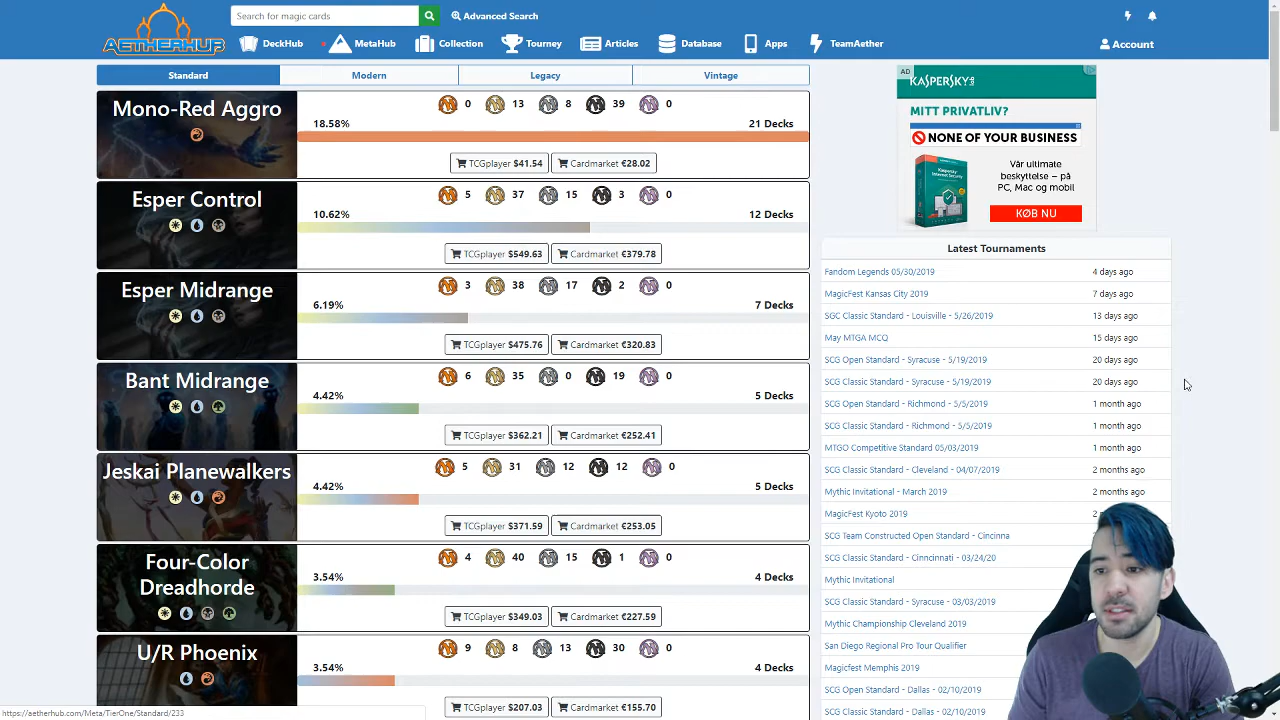 Search for magic cards
Advanced Search
AETHERHUB
DeckHub
MetaHub
Collection
Tourney
Articles
Database
Apps
TeamAether
Account
Standard
Modern
Legacy
Vintage
Mono-Red Aggro
0 13 8 39 0
18.58%
21 Decks
TCGplayer $41.54
Cardmarket €28.02
Esper Control
5 37 15 3 0
10.62%
12 Decks
TCGplayer $549.63
Cardmarket €379.78
Esper Midrange
3 38 17 2 0
6.19%
7 Decks
TCGplayer $475.76
Cardmarket €320.83
Bant Midrange
6 35 0 19 0
4.42%
5 Decks
TCGplayer $362.21
Cardmarket €252.41
Jeskai Planewalkers
5 31 12 12 0
4.42%
5 Decks
TCGplayer $371.59
Cardmarket €253.05
Four-Color
Dreadhorde
4 40 15 1 0
3.54%
4 Decks
TCGplayer $349.03
Cardmarket €227.59
U/R Phoenix
9 8 13 30 0
3.54%
4 Decks
TCGplayer $207.03
Cardmarket €155.70
AD
KASPERSKY
MITT PRIVATLIV?
NONE OF YOUR BUSINESS
Vår ultimate
beskyttelse – på
PC, Mac og mobil
KØB NU
Latest Tournaments
Fandom Legends 05/30/2019 4 days ago
MagicFest Kansas City 2019 7 days ago
SGC Classic Standard - Louisville - 5/26/2019 13 days ago
May MTGA MCQ 15 days ago
SCG Open Standard - Syracuse - 5/19/2019 20 days ago
SCG Classic Standard - Syracuse - 5/19/2019 20 days ago
SCG Open Standard - Richmond - 5/5/2019 1 month ago
SCG Classic Standard - Richmond - 5/5/2019 1 month ago
MTGO Competitive Standard 05/03/2019 1 month ago
SCG Classic Standard - Cleveland - 04/07/2019 2 months ago
Mythic Invitational - March 2019 2 months ago
MagicFest Kyoto 2019 2
SCG Team Constructed Open Standard - Cincinna
SCG Classic Standard - Cincinnati - 03/24/20
Mythic Invitational
SCG Classic Standard - Syracuse - 03/03/2019
Mythic Championship Cleveland 2019
San Diego Regional Pro Tour Qualifier
Magicfest Memphis 2019
SCG Open Standard - Dallas - 02/10/2019
SCG Classic Standard - Dallas - 02/10/2019
https://aetherhub.com/Meta/TierOne/Standard/233